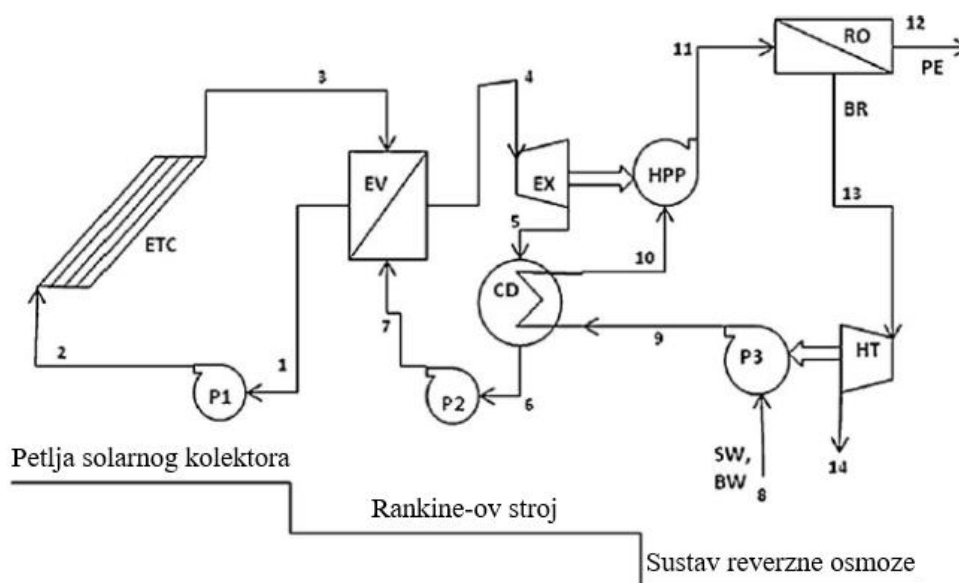 12
11
RO
PE
3
4
BR
EV
EX
HPP
13
ETC
5
10
CD
7
9
HT
2
1
P3
P1
P2
6
SW,
BW
8
14
Petlja solarnog kolektora
Rankine-ov stroj
Sustav reverzne osmoze